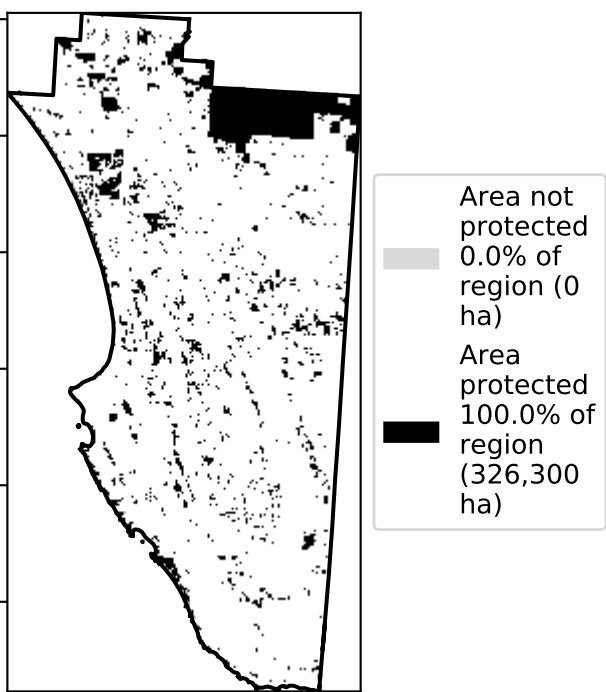 Area not
protected
0.0% of
region (0
ha)
Area
protected
100.0% of
region
(326,300
ha)